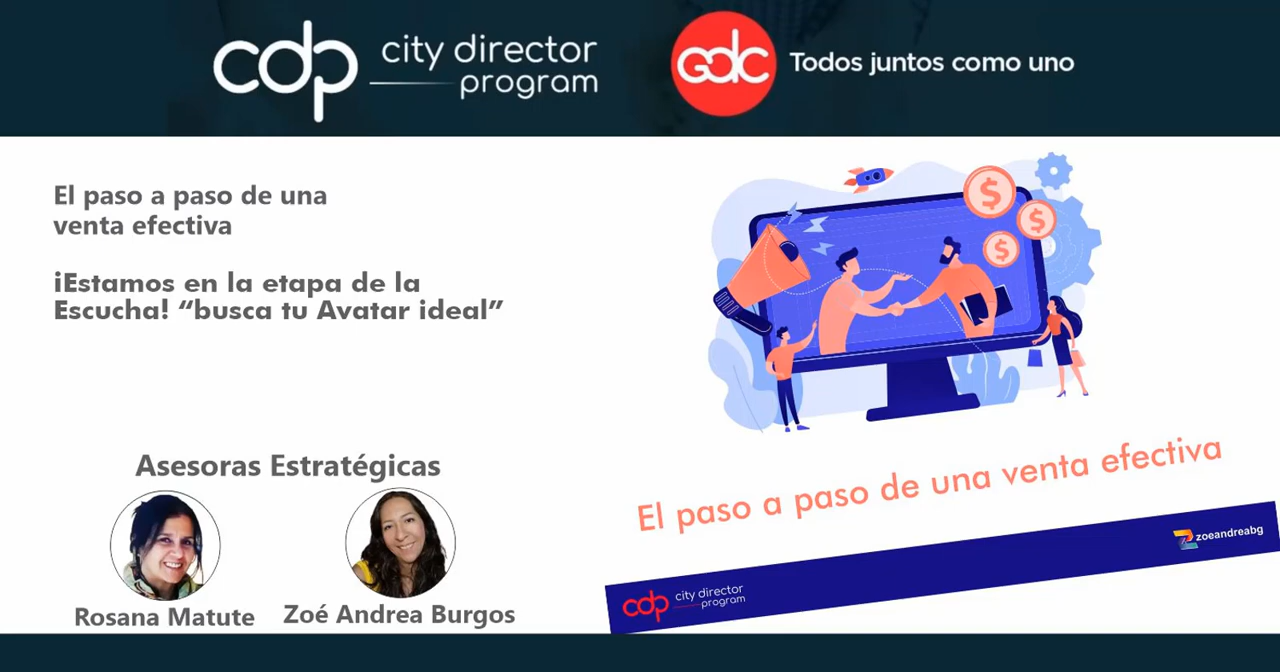 cdp
city director
program
GDC
Todos juntos como uno
El paso a paso de una
venta efectiva
¡Estamos en la etapa de la
Escucha! “busca tu Avatar ideal”
Asesoras Estratégicas
Rosana Matute
Zoé Andrea Burgos
$
$
$
El paso a paso de una venta efectiva
cdp
city director
program
zoeandreabg